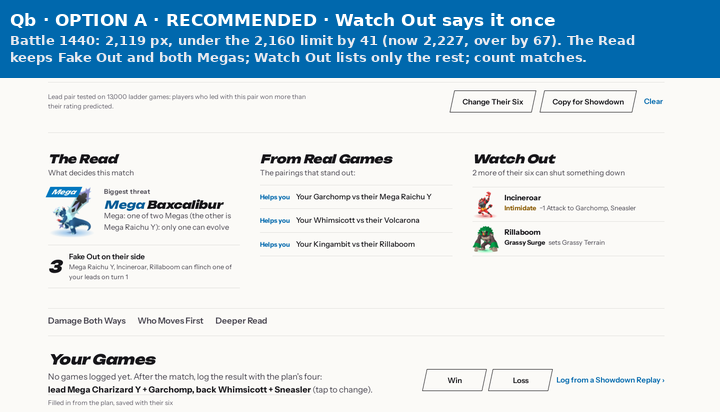 Qb · OPTION A · RECOMMENDED · Watch Out says it once
Battle 1440: 2,119 px, under the 2,160 limit by 41 (now 2,227, over by 67). The Read
keeps Fake Out and both Megas; Watch Out lists only the rest; count matches.
Lead pair tested on 13,000 ladder games: players who led with this pair won more than
their rating predicted.
Change Their Six
Copy for Showdown
Clear
The Read
What decides this match
Mega
Biggest threat
Mega Baxcalibur
Mega: one of two Megas (the other is
Mega Raichu Y); only one can evolve
3
Fake Out on their side
Mega Raichu Y, Incineroar, Rillaboom can flinch one of
your leads on turn 1
From Real Games
The pairings that stand out:
Helps you Your Garchomp vs their Mega Raichu Y
Helps you Your Whimsicott vs their Volcarona
Helps you Your Kingambit vs their Rillaboom
Watch Out
2 more of their six can shut something down
Incineroar
Intimidate −1 Attack to Garchomp, Sneasler
Rillaboom
Grassy Surge sets Grassy Terrain
Damage Both Ways Who Moves First Deeper Read
Your Games
No games logged yet. After the match, log the result with the plan's four:
lead Mega Charizard Y + Garchomp, back Whimsicott + Sneasler (tap to change).
Filled in from the plan, saved with their six
Win
Loss
Log from a Showdown Replay ›